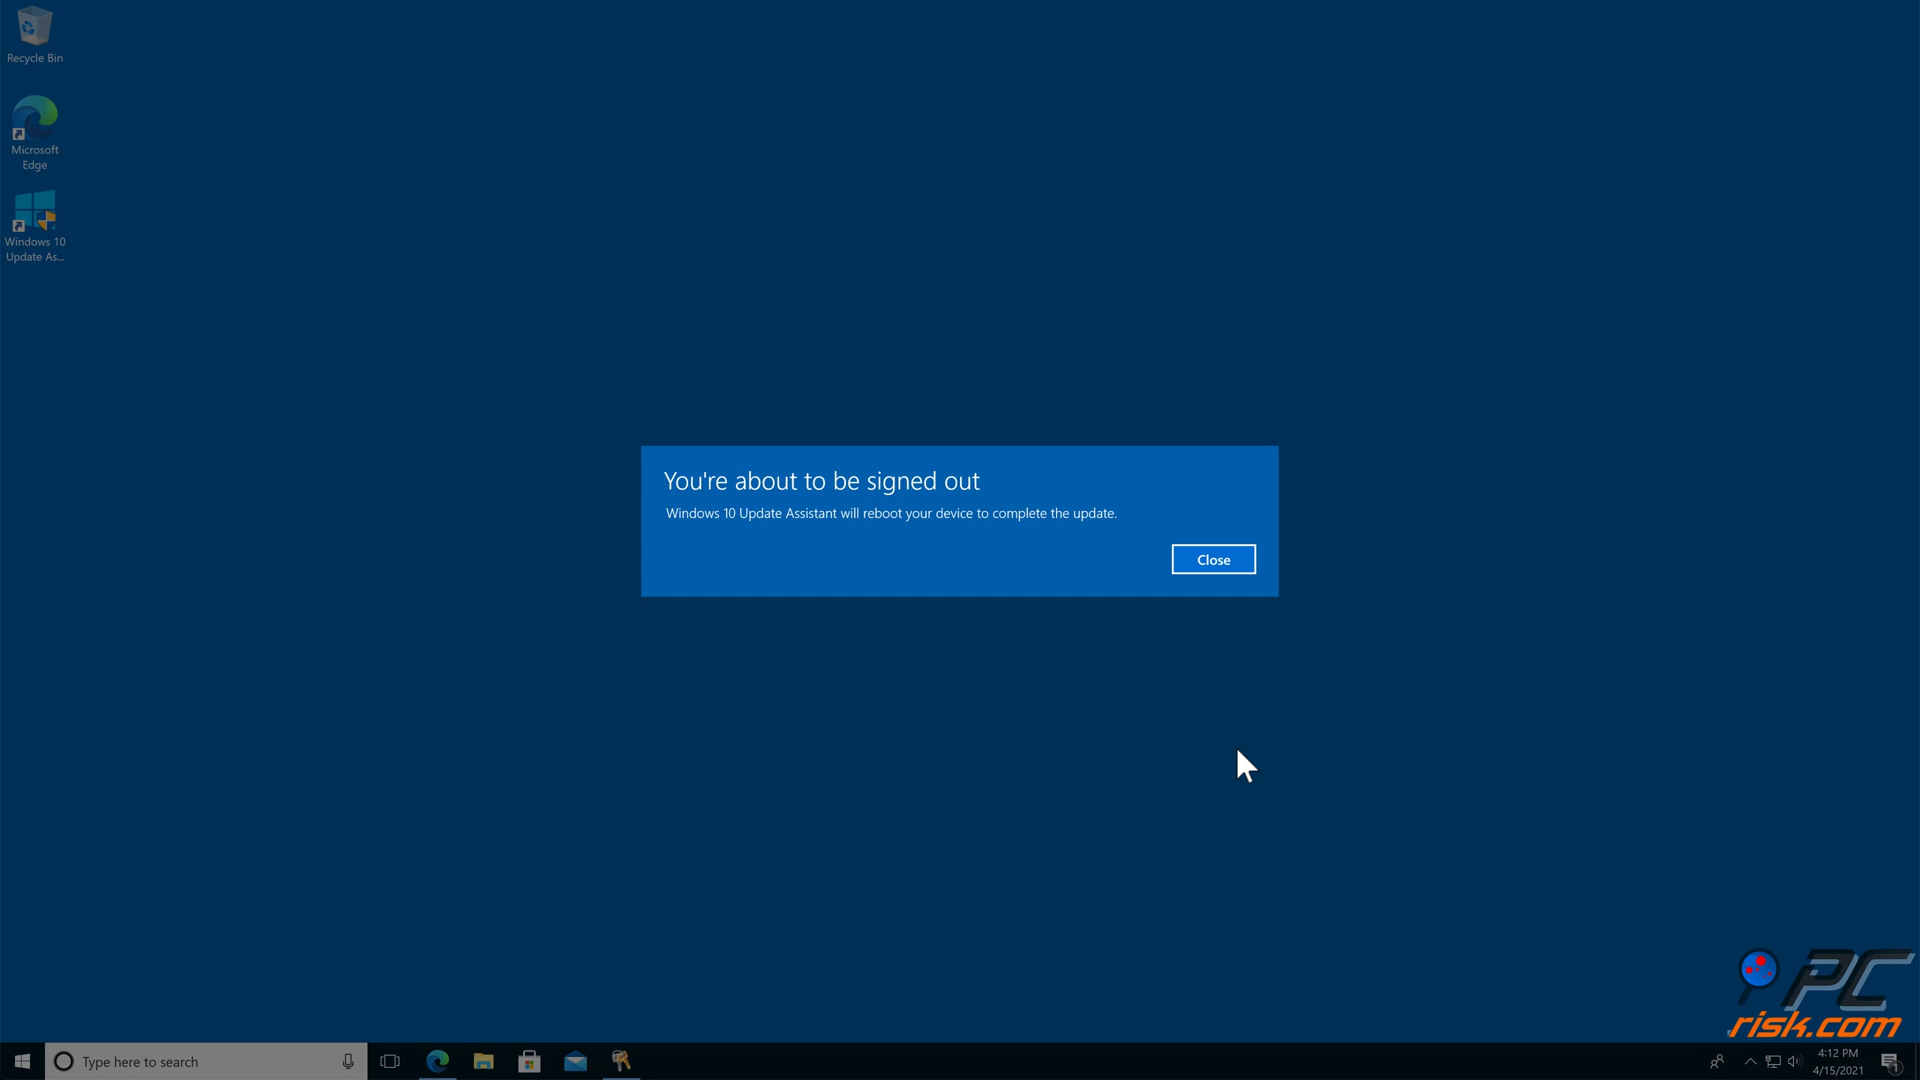 Recycle Bin
Microsoft
Edge
Windows 10
Update As...
You're about to be signed out
Windows 10 Update Assistant will reboot your device to complete the update.
Close
PC
risk.com
Type here to search
4:12 PM
4/15/2021
1